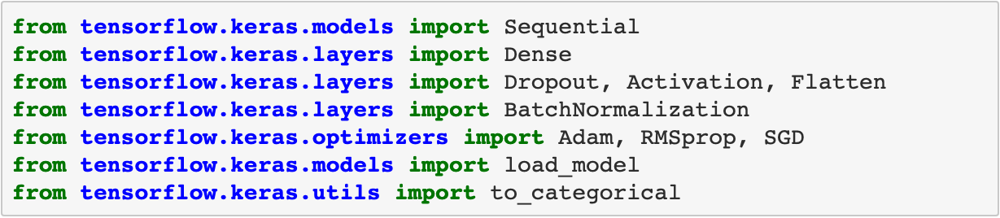 from tensorflow.keras.models import Sequential
from tensorflow.keras.layers import Dense
from tensorflow.keras.layers import Dropout, Activation, Flatten
from tensorflow.keras.layers import BatchNormalization
from tensorflow.keras.optimizers import Adam, RMSprop, SGD
from tensorflow.keras.models import load_model
from tensorflow.keras.utils import to_categorical